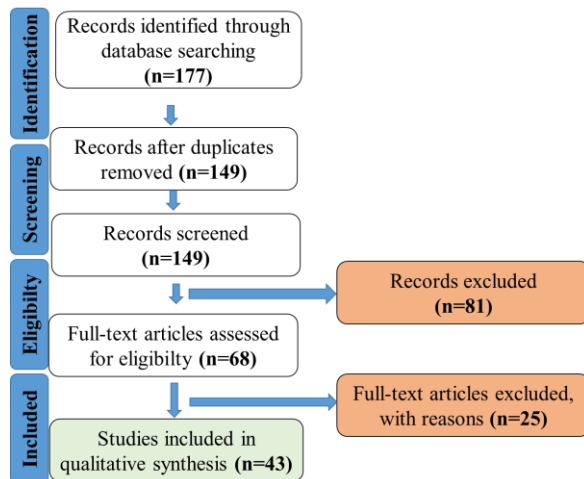 Identification
Records identified through
database searching
(n=177)
Records after duplicates
removed (n=149)
Screening
Records screened
(n=149)
Records excluded
(n=81)
Eligibilty
Full-text articles assessed
for eligibilty (n=68)
Full-text articles excluded,
with reasons (n=25)
Included
Studies included in
qualitative synthesis (n=43)